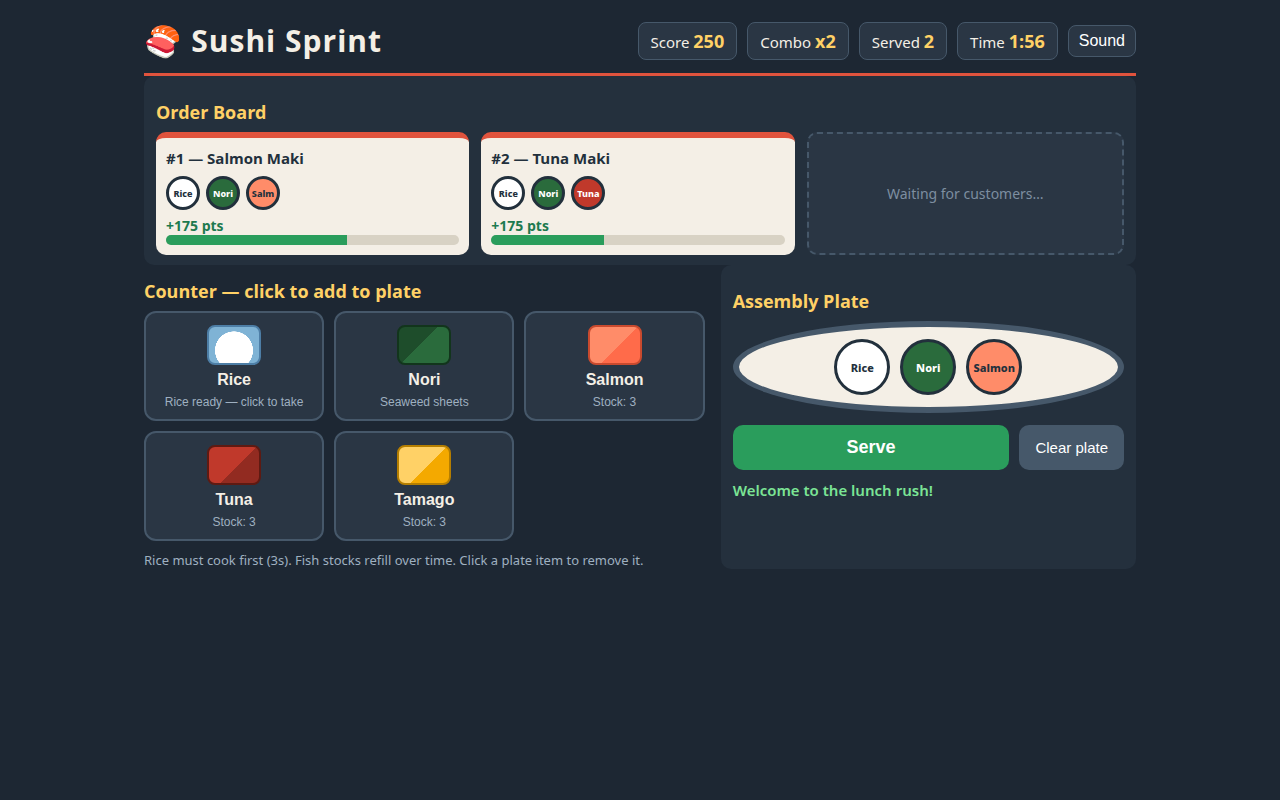 🍣 Sushi Sprint
Score 250
Combo x2
Served 2
Time 1:56
Sound
Order Board
#1 — Salmon Maki
Rice Nori Salm
+175 pts
#2 — Tuna Maki
Rice Nori Tuna
+175 pts
Waiting for customers...
Counter — click to add to plate
Rice
Rice ready — click to take
Nori
Seaweed sheets
Salmon
Stock: 3
Tuna
Stock: 3
Tamago
Stock: 3
Rice must cook first (3s). Fish stocks refill over time. Click a plate item to remove it.
Assembly Plate
Rice Nori Salmon
Serve
Clear plate
Welcome to the lunch rush!